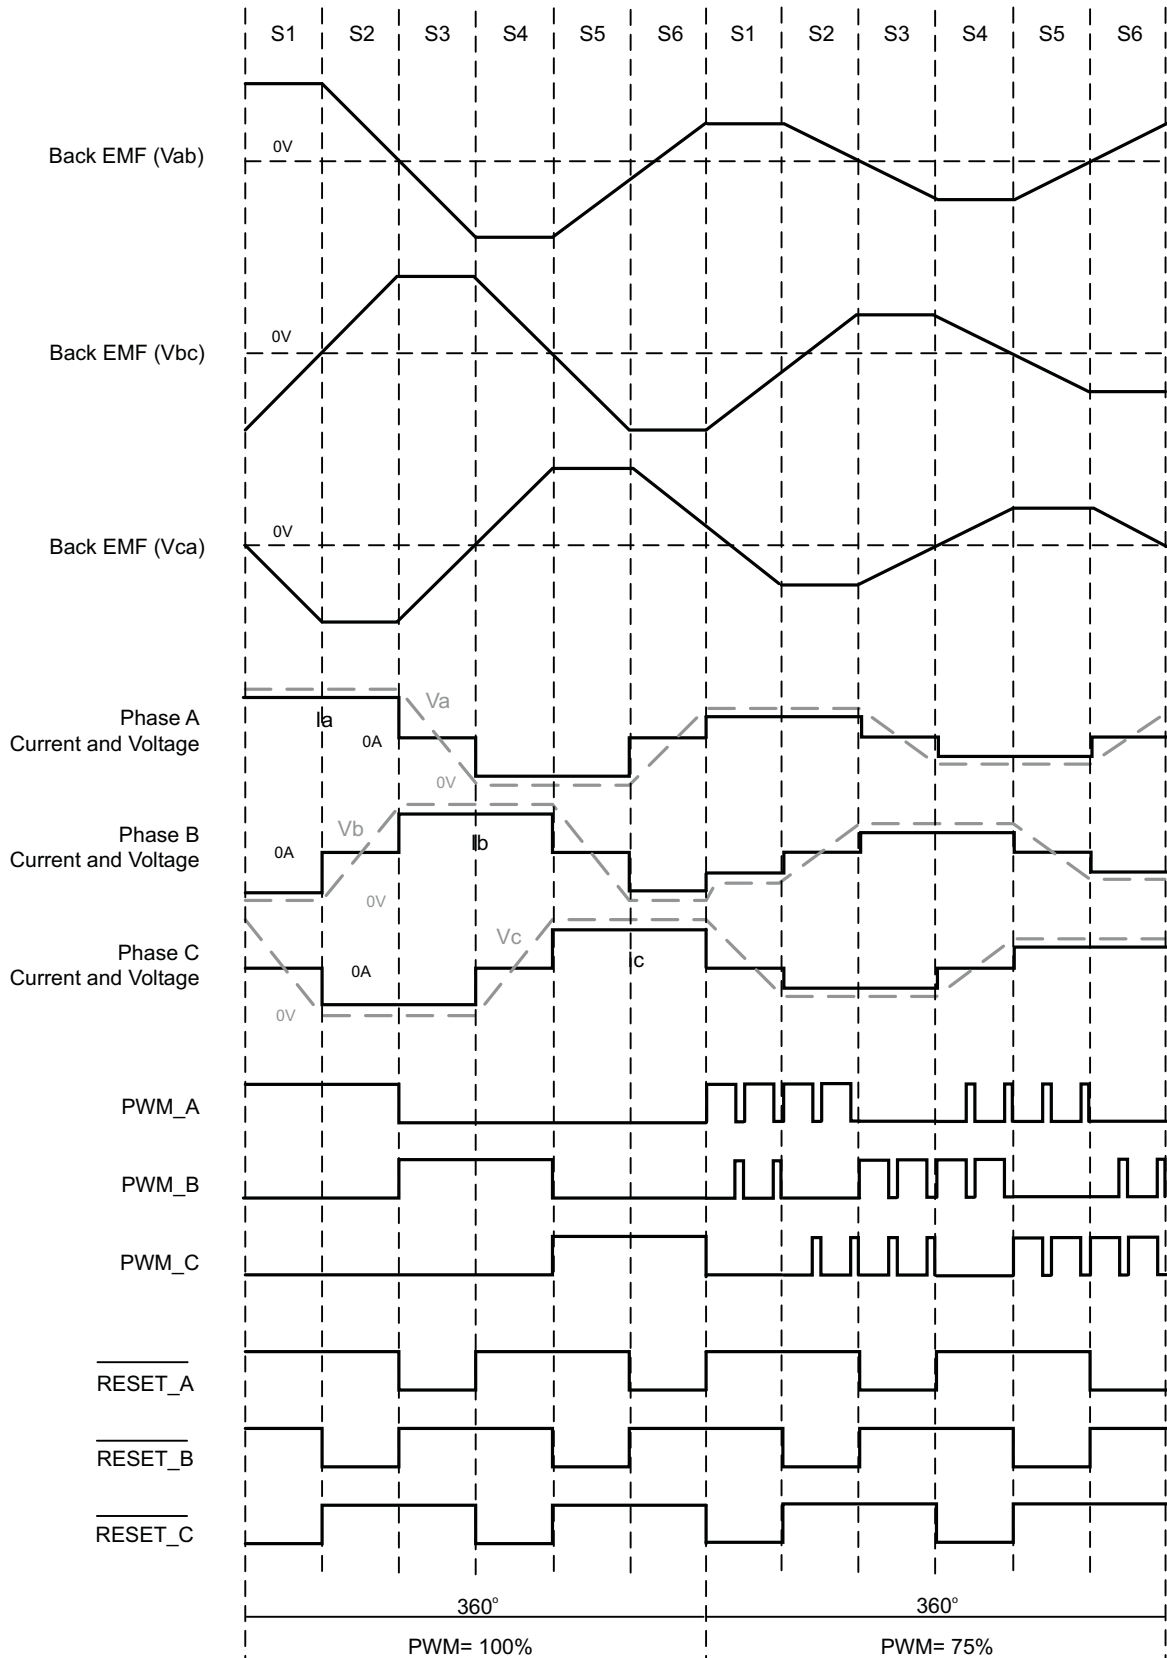 S1 S2 S3 S4 S5 S6 S1 S2 S3 S4 S5 S6
0V
Back EMF (Vab)
0V
Back EMF (Vbc)
0V
Back EMF (Vca)
Va
Phase A
Ia
Current and Voltage
0A
0V
Vb
Phase B
Ib
Current and Voltage
0A
0V
Vc
Phase C
Ic
Current and Voltage
0A
0V
PWM_A
PWM_B
PWM_C
RESET_A
RESET_B
RESET_C
360° 360°
PWM= 100% PWM= 75%